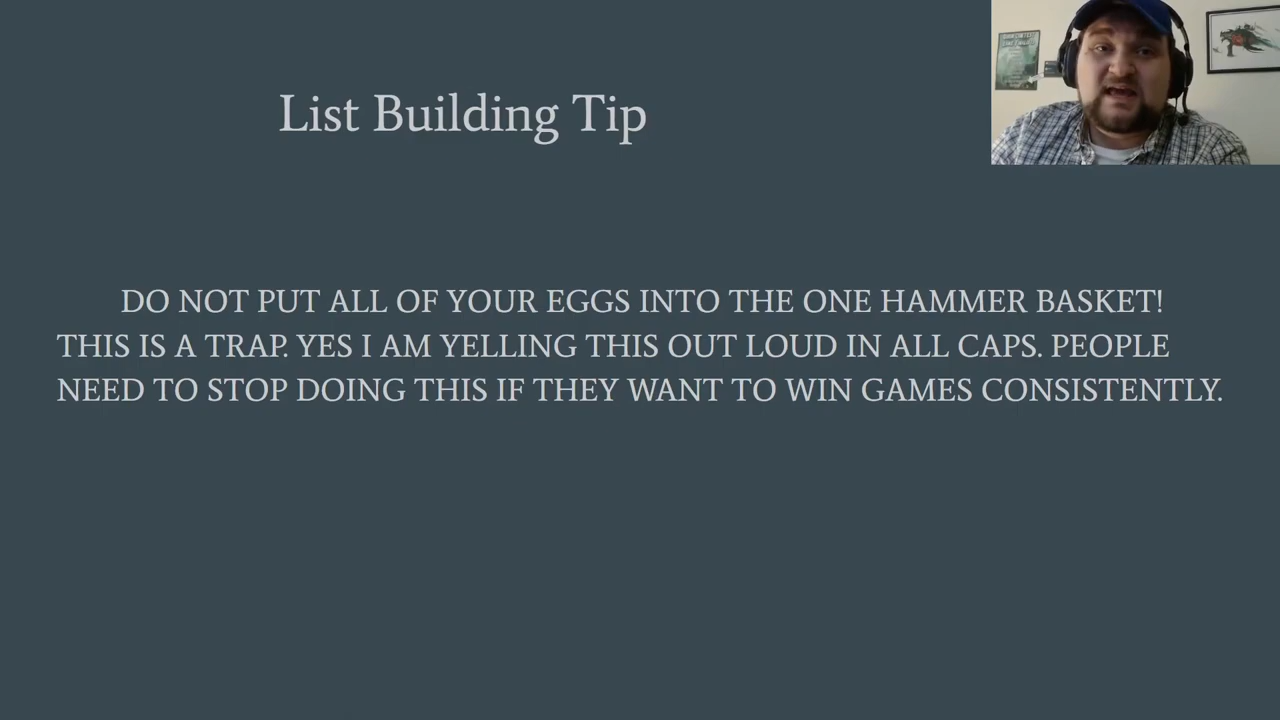 List Building Tip
DO NOT PUT ALL OF YOUR EGGS INTO THE ONE HAMMER BASKET!
THIS IS A TRAP. YES I AM YELLING THIS OUT LOUD IN ALL CAPS. PEOPLE
NEED TO STOP DOING THIS IF THEY WANT TO WIN GAMES CONSISTENTLY.